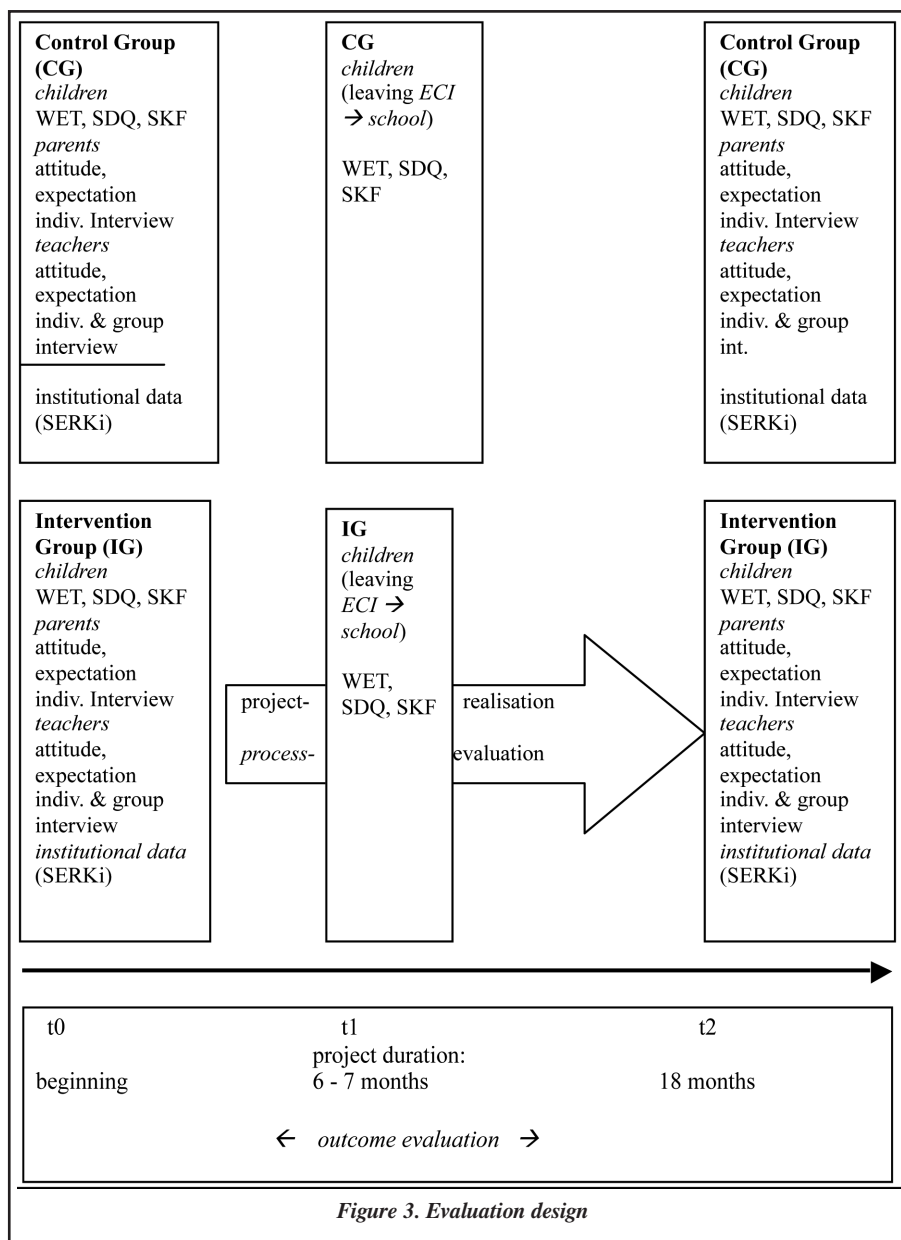 Control Group
(CG)
children
WET, SDQ, SKF
parents
attitude,
expectation
indiv. Interview
teachers
attitude,
expectation
indiv. & group
interview
institutional data
(SERKi)
CG
children
(leaving ECI
→ school)
WET, SDQ,
SKF
Control Group
(CG)
children
WET, SDQ, SKF
parents
attitude,
expectation
indiv. Interview
teachers
attitude,
expectation
indiv. & group
int.
institutional data
(SERKi)
Intervention
Group (IG)
children
WET, SDQ, SKF
parents
attitude,
expectation
indiv. Interview
teachers
attitude,
expectation
indiv. & group
interview
institutional data
(SERKi)
project-
process-
IG
children
(leaving
ECI →
school)
WET,
SDQ, SKF
realisation
evaluation
Intervention
Group (IG)
children
WET, SDQ, SKF
parents
attitude,
expectation
indiv. Interview
teachers
attitude,
expectation
indiv. & group
interview
institutional data
(SERKi)
t0 t1 t2
project duration:
beginning 6 - 7 months 18 months
← outcome evaluation →
Figure 3. Evaluation design